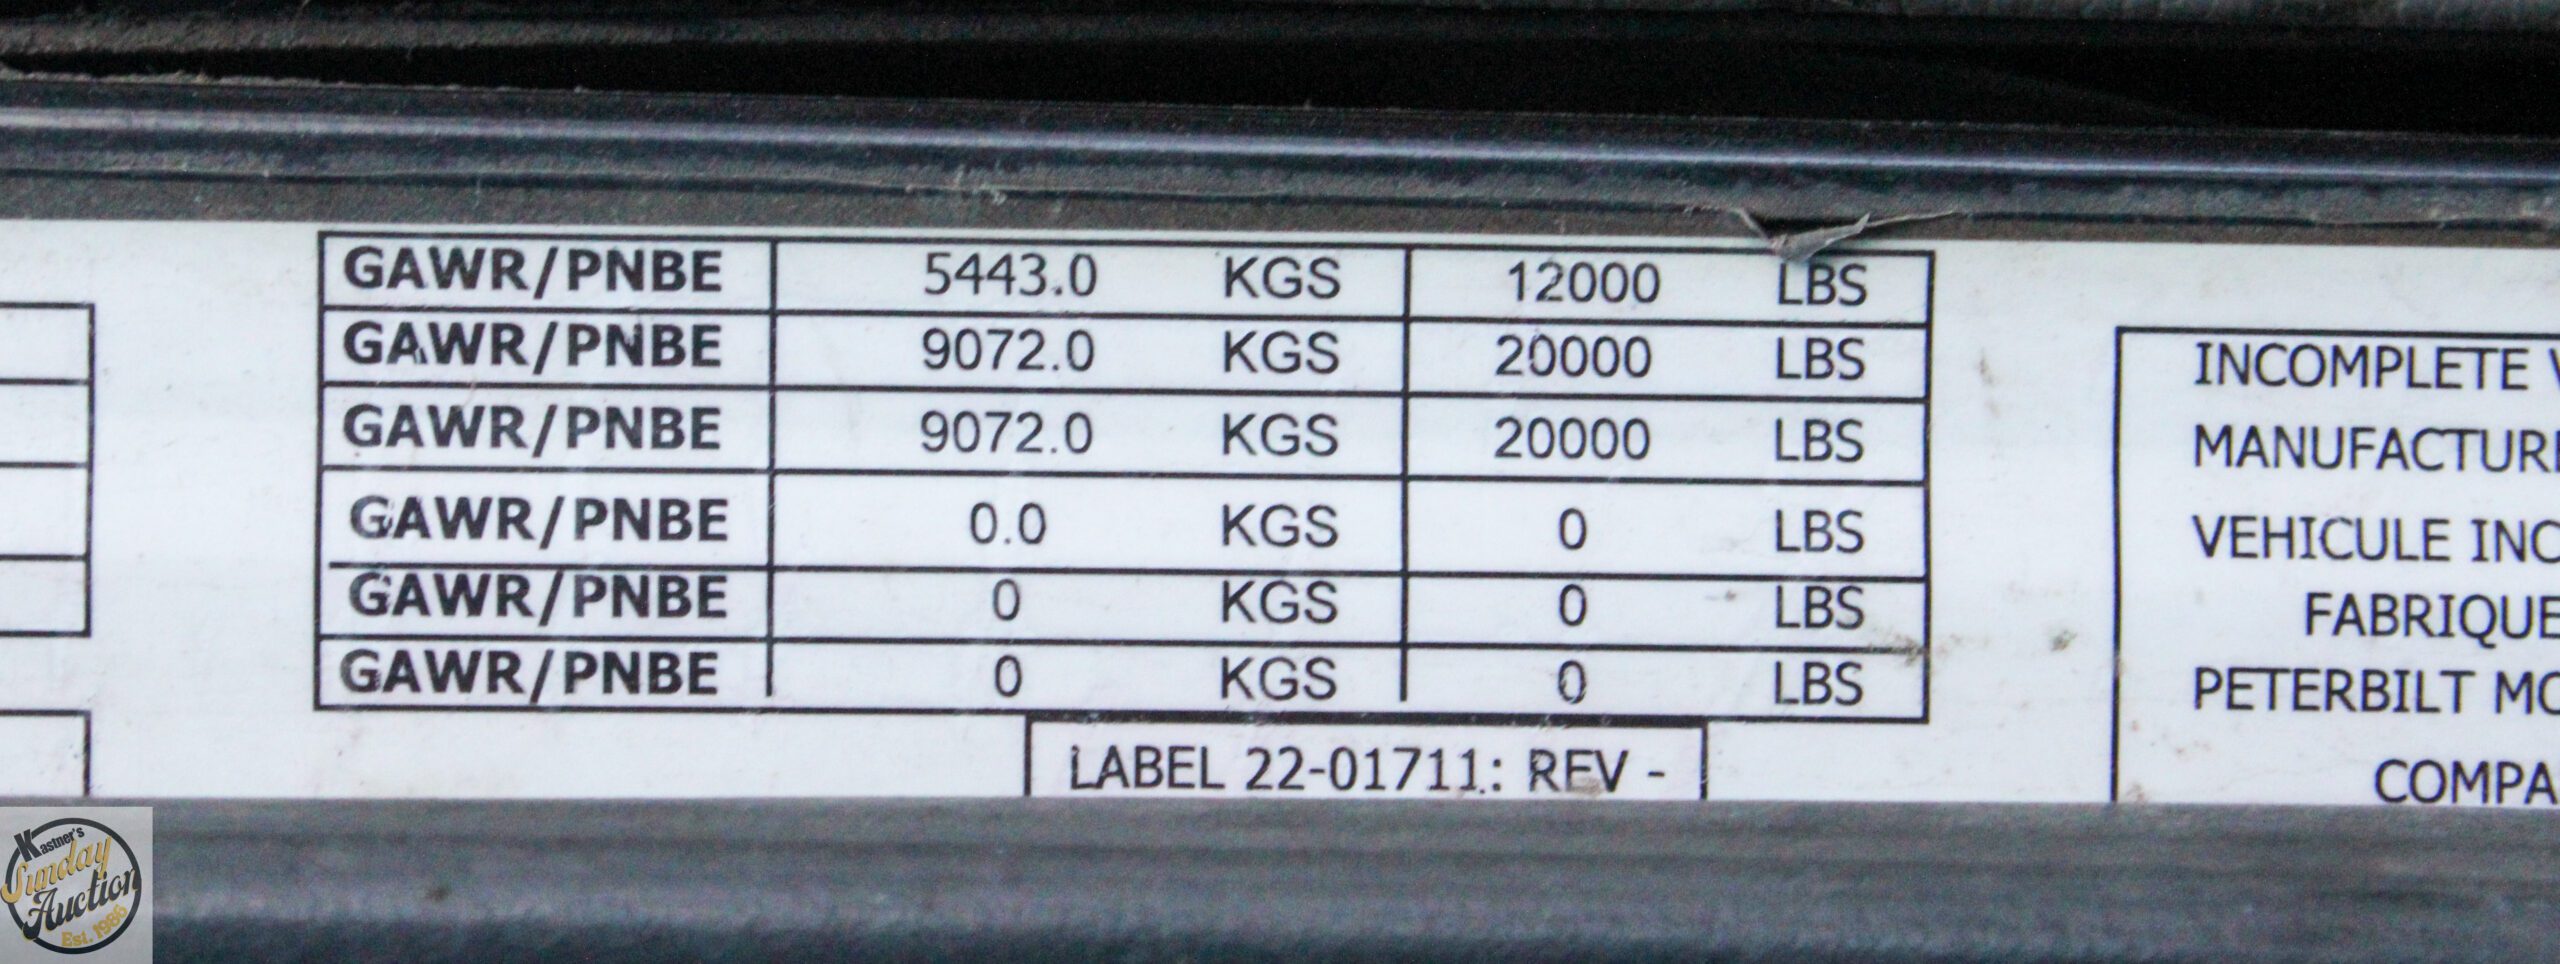 GAWR/PNBE 5443.0 KGS 12000 LBS
GAWR/PNBE 9072.0 KGS 20000 LBS
GAWR/PNBE 9072.0 KGS 20000 LBS
GAWR/PNBE 0.0 KGS 0 LBS
GAWR/PNBE 0 KGS 0 LBS
GAWR/PNBE 0 KGS 0 LBS
LABEL 22-01711: REV -
INCOMPLETE V
MANUFACTURE
VEHICULE INC
FABRIQUE
PETERBILT MO
COMPA
Kastner's
Sunday
Auction
Est. 1986